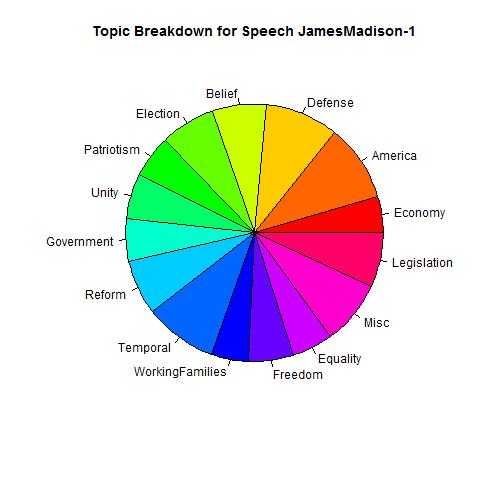 Topic Breakdown for Speech JamesMadison-1
Belief
Defense
Election
America
Patriotism
Unity
Economy
Government
Legislation
Reform
Misc
Temporal
Equality
WorkingFamilies
Freedom